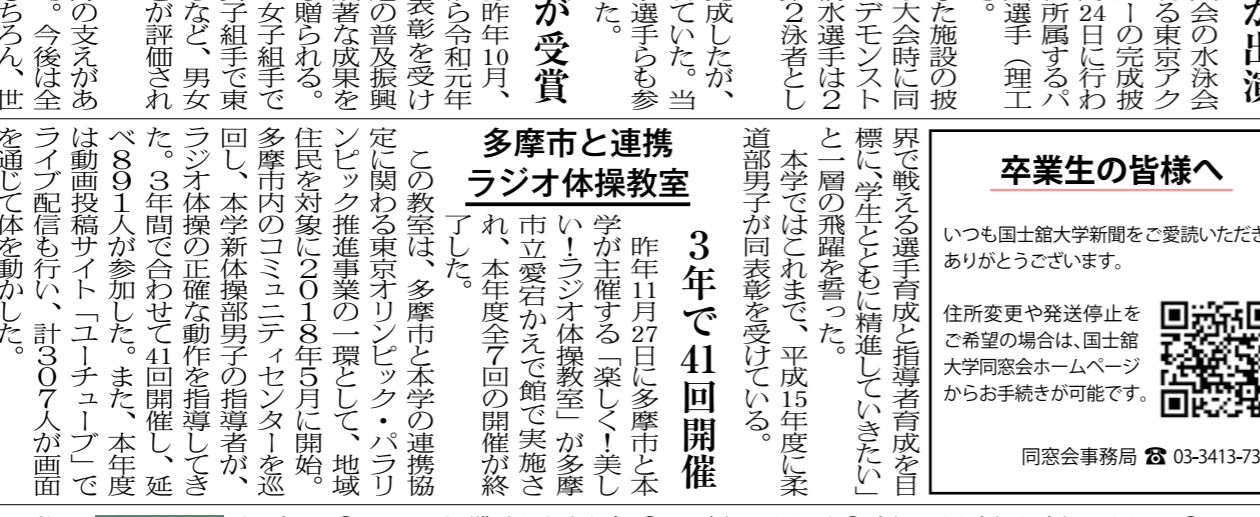 が出演
会の水泳会
る東京アク
ーの完成披
24日に行わ
所属するパ
選手（理工
。
た施設の披
大会時に同
デモンスト
水選手は2
2泳者とし
成したが、
ていた。当
選手らも参
た。
が受賞
昨年10月、
ら令和元年
表彰を受け
の普及振興
著な成果を
贈られる。
女子組手で
子組手で東
など、男女
が評価され
の支えがあ
。今後は全
ちろん、世
卒業生の皆様へ
いつも国士舘大学新聞をご愛読いただき
ありがとうございます。
住所変更や発送停止を
ご希望の場合は、国士舘
大学同窓会ホームページ
からお手続きが可能です。
同窓会事務局 ☎ 03-3413-73
界で戦える選手育成と指導者育成を目
標に、学生とともに精進していきたい」
と一層の飛躍を誓った。
本学ではこれまで、平成15年度に柔
道部男子が同表彰を受けている。
多摩市と連携
ラジオ体操教室
3年で41回開催
昨年11月27日に多摩市と本
学が主催する「楽しく！美し
い！ラジオ体操教室」が多摩
市立愛宕かえで館で実施さ
れ、本年度全7回の開催が終
了した。
この教室は、多摩市と本学の連携協
定に関わる東京オリンピック・パラリ
ンピック推進事業の一環として、地域
住民を対象に2018年5月に開始。
多摩市内のコミュニティセンターを巡
回し、本学新体操部男子の指導者が、
ラジオ体操の正確な動作を指導してき
た。3年間で合わせて41回開催し、延
べ891人が参加した。また、本年度
は動画投稿サイト「ユーチューブ」で
ライブ配信も行い、計307人が画面
を通じて体を動かした。